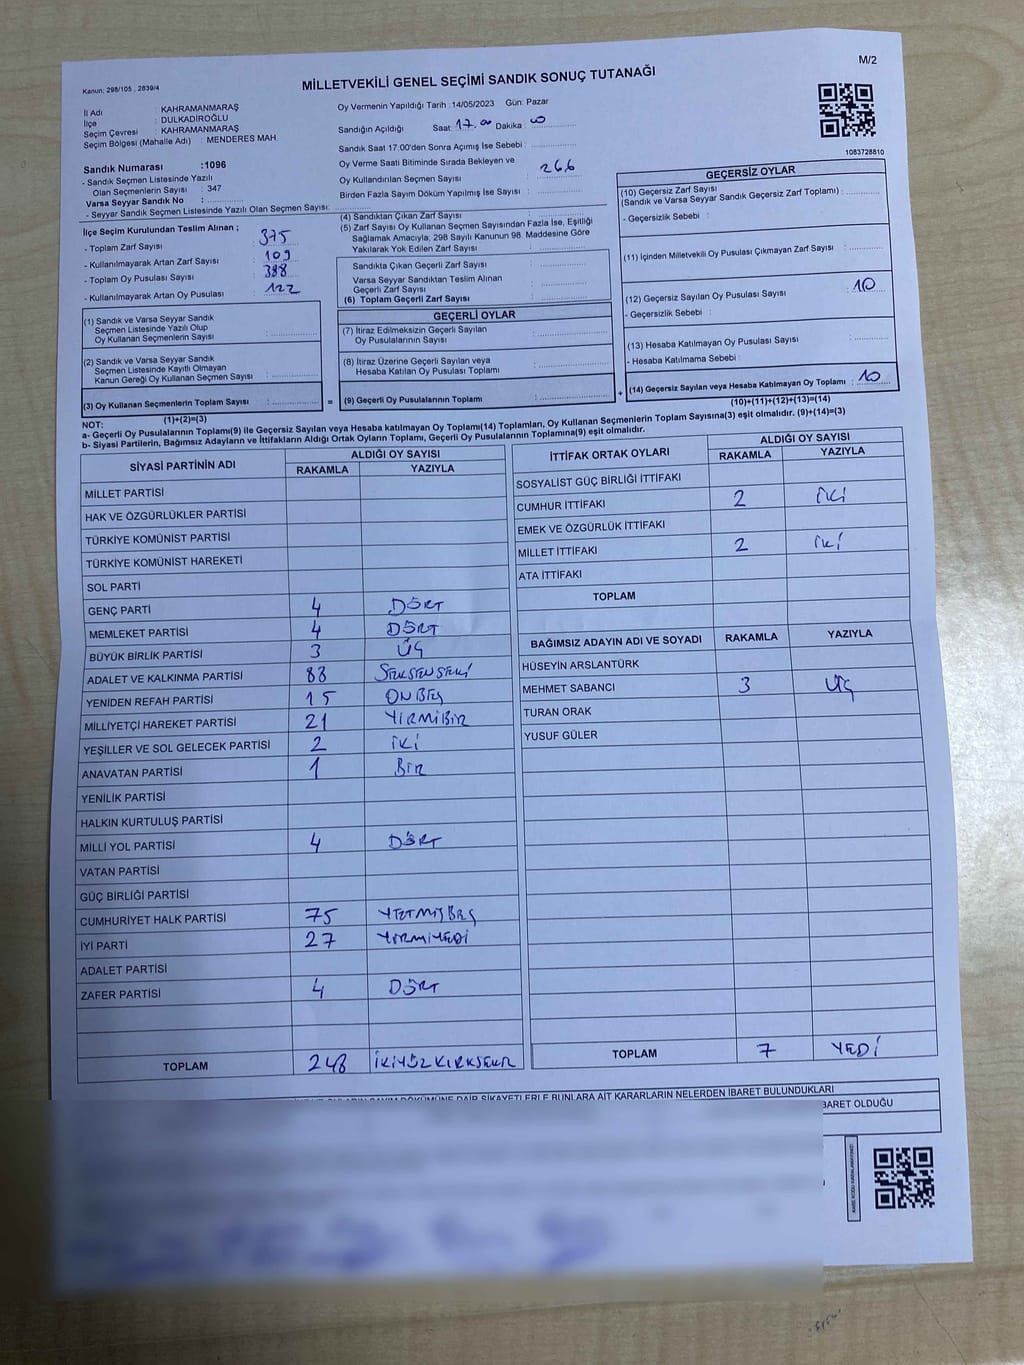 M/2
Kanun: 298/105 , 2839/4
MİLLETVEKİLİ GENEL SEÇİMİ SANDIK SONUÇ TUTANAĞI
İl Adı : KAHRAMANMARAŞ
İlçe : DULKADİROĞLU
Seçim Çevresi : KAHRAMANMARAŞ
Seçim Bölgesi (Mahalle Adı) : MENDERES MAH.
Sandık Numarası :1096
- Sandık Seçmen Listesinde Yazılı
Olan Seçmenlerin Sayısı : 347
Varsa Seyyar Sandık No :
- Seyyar Sandık Seçmen Listesinde Yazılı Olan Seçmen Sayısı:
Oy Vermenin Yapıldığı Tarih :14/05/2023 Gün: Pazar
Sandığın Açıldığı Saat: 17.00 Dakika : 00
Sandık Saat 17:00'den Sonra Açımış İse Sebebi :
Oy Verme Saati Bitiminde Sırada Bekleyen ve
Oy Kullandırılan Seçmen Sayısı : 266
Birden Fazla Sayım Döküm Yapılmış İse Sayısı :
1083728810
İlçe Seçim Kurulundan Teslim Alınan ;
- Toplam Zarf Sayısı : 375
- Kullanılmayarak Artan Zarf Sayısı : 109
- Toplam Oy Pusulası Sayısı : 388
- Kullanılmayarak Artan Oy Pusulası : 122
(1) Sandık ve Varsa Seyyar Sandık
Seçmen Listesinde Yazılı Olup
Oy Kullanan Seçmenlerin Sayısı :
(2) Sandık ve Varsa Seyyar Sandık
Seçmen Listesinde Kayıtlı Olmayan
Kanun Gereği Oy Kullanan Seçmen Sayısı :
(3) Oy Kullanan Seçmenlerin Toplam Sayısı :
(1)+(2)=(3)
(4) Sandıktan Çıkan Zarf Sayısı :
(5) Zarf Sayısı Oy Kullanan Seçmen Sayısından Fazla İse, Eşitliği
Sağlamak Amacıyla, 298 Sayılı Kanunun 98. Maddesine Göre
Yakılarak Yok Edilen Zarf Sayısı :
Sandıkta Çıkan Geçerli Zarf Sayısı :
Varsa Seyyar Sandıktan Teslim Alınan
Geçerli Zarf Sayısı :
(6) Toplam Geçerli Zarf Sayısı :
GEÇERLİ OYLAR
(7) İtiraz Edilmeksizin Geçerli Sayılan
Oy Pusulalarının Sayısı :
(8) İtiraz Üzerine Geçerli Sayılan veya
Hesaba Katılan Oy Pusulası Toplamı :
= (9) Geçerli Oy Pusulalarının Toplamı : +
GEÇERSİZ OYLAR
(10) Geçersiz Zarf Sayısı
(Sandık ve Varsa Seyyar Sandık Geçersiz Zarf Toplamı) :
- Geçersizlik Sebebi :
(11) İçinden Milletvekili Oy Pusulası Çıkmayan Zarf Sayısı :
(12) Geçersiz Sayılan Oy Pusulası Sayısı : 10
- Geçersizlik Sebebi :
(13) Hesaba Katılmayan Oy Pusulası Sayısı :
- Hesaba Katılmama Sebebi :
(14) Geçersiz Sayılan veya Hesaba Katılmayan Oy Toplamı : 10
(10)+(11)+(12)+(13)=(14)
NOT:
a- Geçerli Oy Pusulalarının Toplamı(9) ile Geçersiz Sayılan veya Hesaba katılmayan Oy Toplamı(14) Toplamları, Oy Kullanan Seçmenlerin Toplam Sayısına(3) eşit olmalıdır. (9)+(14)=(3)
b- Siyasi Partilerin, Bağımsız Adayların ve İttifakların Aldığı Ortak Oyların Toplamı, Geçerli Oy Pusulalarının Toplamına(9) eşit olmalıdır.
SİYASİ PARTİNİN ADI ALDIĞI OY SAYISI
RAKAMLA YAZIYLA
MİLLET PARTİSİ
HAK VE ÖZGÜRLÜKLER PARTİSİ
TÜRKİYE KOMÜNİST PARTİSİ
TÜRKİYE KOMÜNİST HAREKETİ
SOL PARTİ
GENÇ PARTİ 4 DÖRT
MEMLEKET PARTİSİ 4 DÖRT
BÜYÜK BİRLİK PARTİSİ 3 ÜÇ
ADALET VE KALKINMA PARTİSİ 88 SEKSENSEKİ
YENİDEN REFAH PARTİSİ 15 ONBEŞ
MİLLİYETÇİ HAREKET PARTİSİ 21 YİRMİBİR
YEŞİLLER VE SOL GELECEK PARTİSİ 2 İKİ
ANAVATAN PARTİSİ 1 BİR
YENİLİK PARTİSİ
HALKIN KURTULUŞ PARTİSİ
MİLLİ YOL PARTİSİ 4 DÖRT
VATAN PARTİSİ
GÜÇ BİRLİĞİ PARTİSİ
CUMHURİYET HALK PARTİSİ 75 YETMİŞBEŞ
İYİ PARTİ 27 YİRMİYEDİ
ADALET PARTİSİ
ZAFER PARTİSİ 4 DÖRT
TOPLAM 248 İKİYÜZKIRKSEKİZ
İTTİFAK ORTAK OYLARI ALDIĞI OY SAYISI
RAKAMLA YAZIYLA
SOSYALİST GÜÇ BİRLİĞİ İTTİFAKI
CUMHUR İTTİFAKI 2 İKİ
EMEK VE ÖZGÜRLÜK İTTİFAKI
MİLLET İTTİFAKI 2 İKİ
ATA İTTİFAKI
TOPLAM
BAĞIMSIZ ADAYIN ADI VE SOYADI RAKAMLA YAZIYLA
HÜSEYİN ARSLANTÜRK
MEHMET SABANCI 3 ÜÇ
TURAN ORAK
YUSUF GÜLER
TOPLAM 7 YEDİ
DÖKÜMÜNE DAİR ŞİKAYETLERLE BUNLARA AİT KARARLARIN NELERDEN İBARET BULUNDUKLARI
BARET OLDUĞU